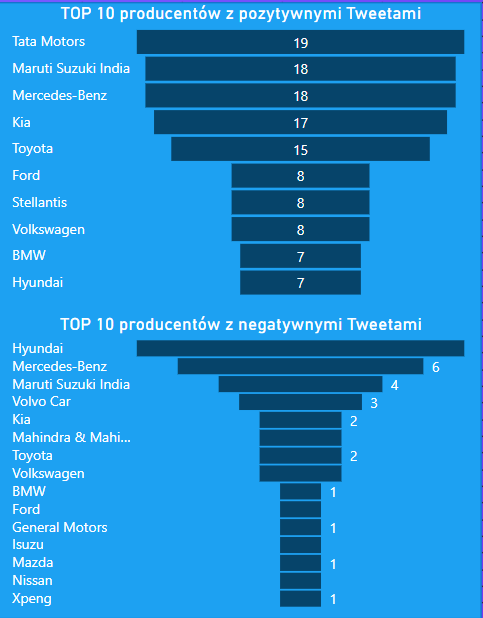 TOP 10 producentów z pozytywnymi Tweetami
Tata Motors 19
Maruti Suzuki India 18
Mercedes-Benz 18
Kia 17
Toyota 15
Ford 8
Stellantis 8
Volkswagen 8
BMW 7
Hyundai 7
TOP 10 producentów z negatywnymi Tweetami
Hyundai
Mercedes-Benz 6
Maruti Suzuki India 4
Volvo Car 3
Kia 2
Mahindra & Mahi...
Toyota 2
Volkswagen
BMW 1
Ford
General Motors 1
Isuzu
Mazda 1
Nissan
Xpeng 1